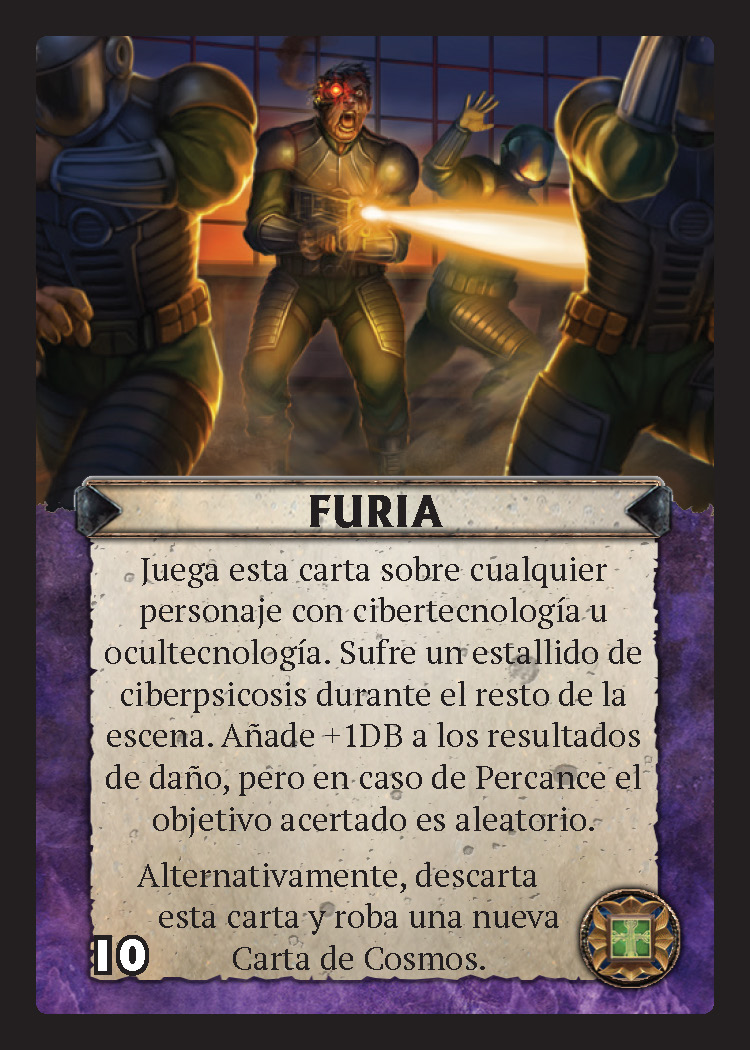 FURIA
Juega esta carta sobre cualquier
personaje con cibertecnología u
ocultecnología. Sufre un estallido de
ciberpsicosis durante el resto de la
escena. Añade +1DB a los resultados
de daño, pero en caso de Percance el
objetivo acertado es aleatorio.
Alternativamente, descarta
esta carta y roba una nueva
Carta de Cosmos.
10